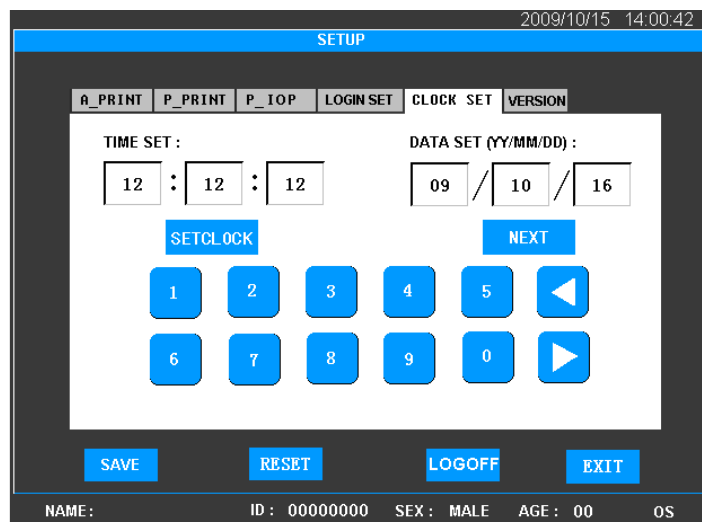 2009/10/15 14:00:42
SETUP
A_PRINT P_PRINT P_IOP LOGIN SET CLOCK SET VERSION
TIME SET : DATA SET (YY/MM/DD) :
12 : 12 : 12 09 / 10 / 16
SETCLOCK NEXT
1 2 3 4 5
6 7 8 9 0
SAVE RESET LOGOFF EXIT
NAME: ID: 00000000 SEX: MALE AGE: 00 OS